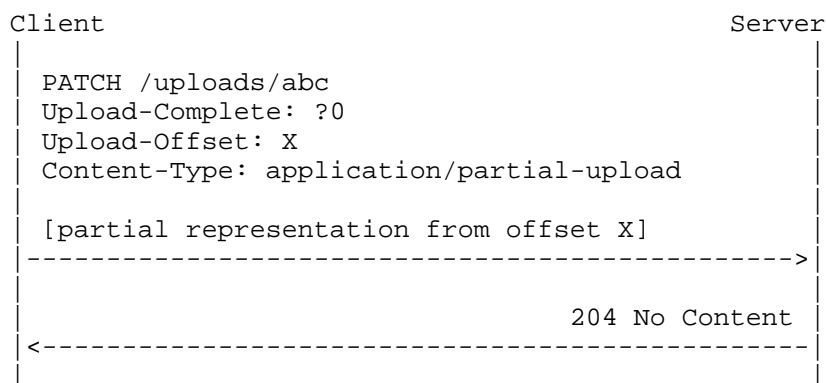 Client Server
PATCH /uploads/abc
Upload-Complete: ?0
Upload-Offset: X
Content-Type: application/partial-upload
[partial representation from offset X]
204 No Content